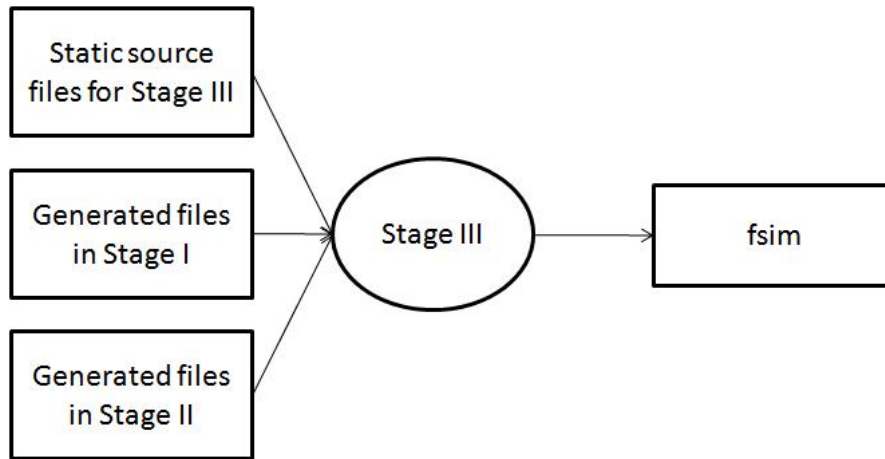 Static source
files for Stage III
Generated files
in Stage I
Generated files
in Stage II
Stage III
fsim